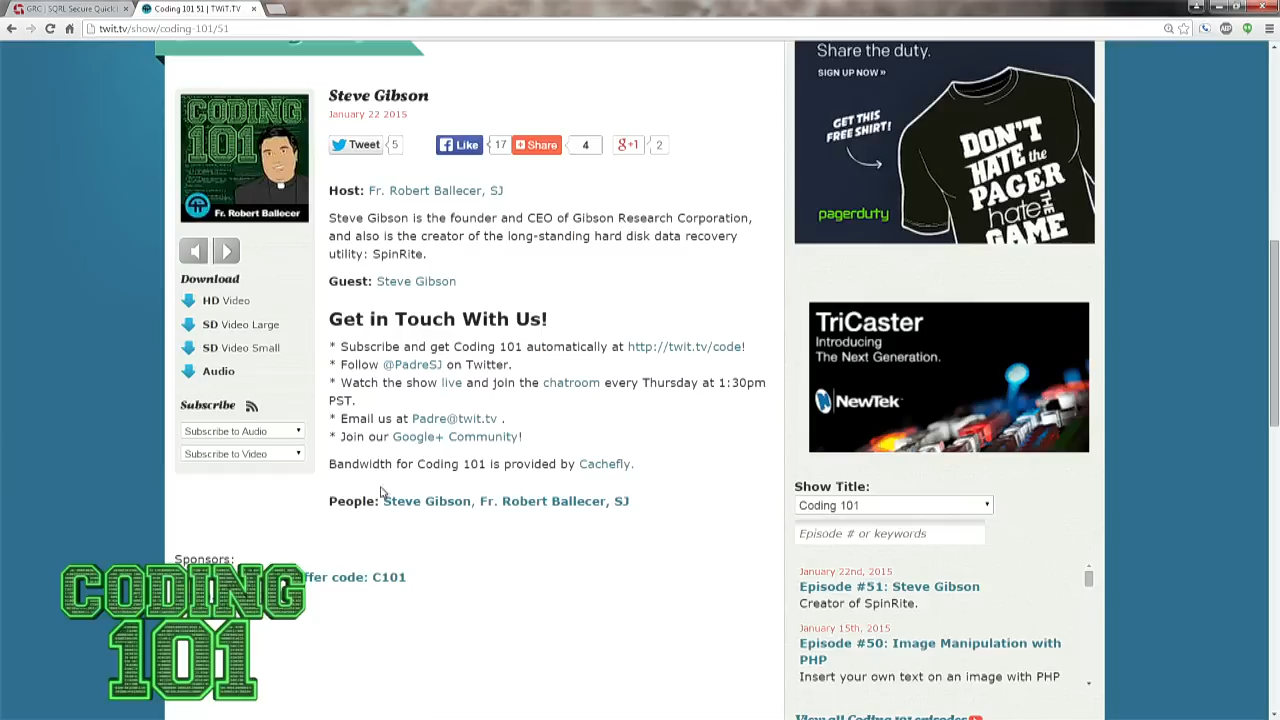 GRC | SQRL Secure Quick
Coding 101 51 | TWiT.TV
twit.tv/show/coding-101/51
Steve Gibson
January 22 2015
Tweet 5
Like 17
Share 4
g+1 2
CODING
101
Fr. Robert Ballecer, SJ
Host: Fr. Robert Ballecer, SJ
Steve Gibson is the founder and CEO of Gibson Research Corporation,
and also is the creator of the long-standing hard disk data recovery
utility: SpinRite.
Guest: Steve Gibson
Get in Touch With Us!
* Subscribe and get Coding 101 automatically at http://twit.tv/code!
* Follow @PadreSJ on Twitter.
* Watch the show live and join the chatroom every Thursday at 1:30pm
PST.
* Email us at Padre@twit.tv .
* Join our Google+ Community!
Bandwidth for Coding 101 is provided by Cachefly.
People: Steve Gibson, Fr. Robert Ballecer, SJ
Download
HD Video
SD Video Large
SD Video Small
Audio
Subscribe
Subscribe to Audio
Subscribe to Video
Sponsors:
ffer code: C101
CODING
101
Share the duty.
SIGN UP NOW »
GET THIS
FREE SHIRT!
pagerduty
DON'T
HATE the
PAGER
hate THE
GAME
TriCaster
Introducing
The Next Generation.
NewTek
Show Title:
Coding 101
Episode # or keywords
January 22nd, 2015
Episode #51: Steve Gibson
Creator of SpinRite.
January 15th, 2015
Episode #50: Image Manipulation with
PHP
Insert your own text on an image with PHP
View all Coding 101 episodes